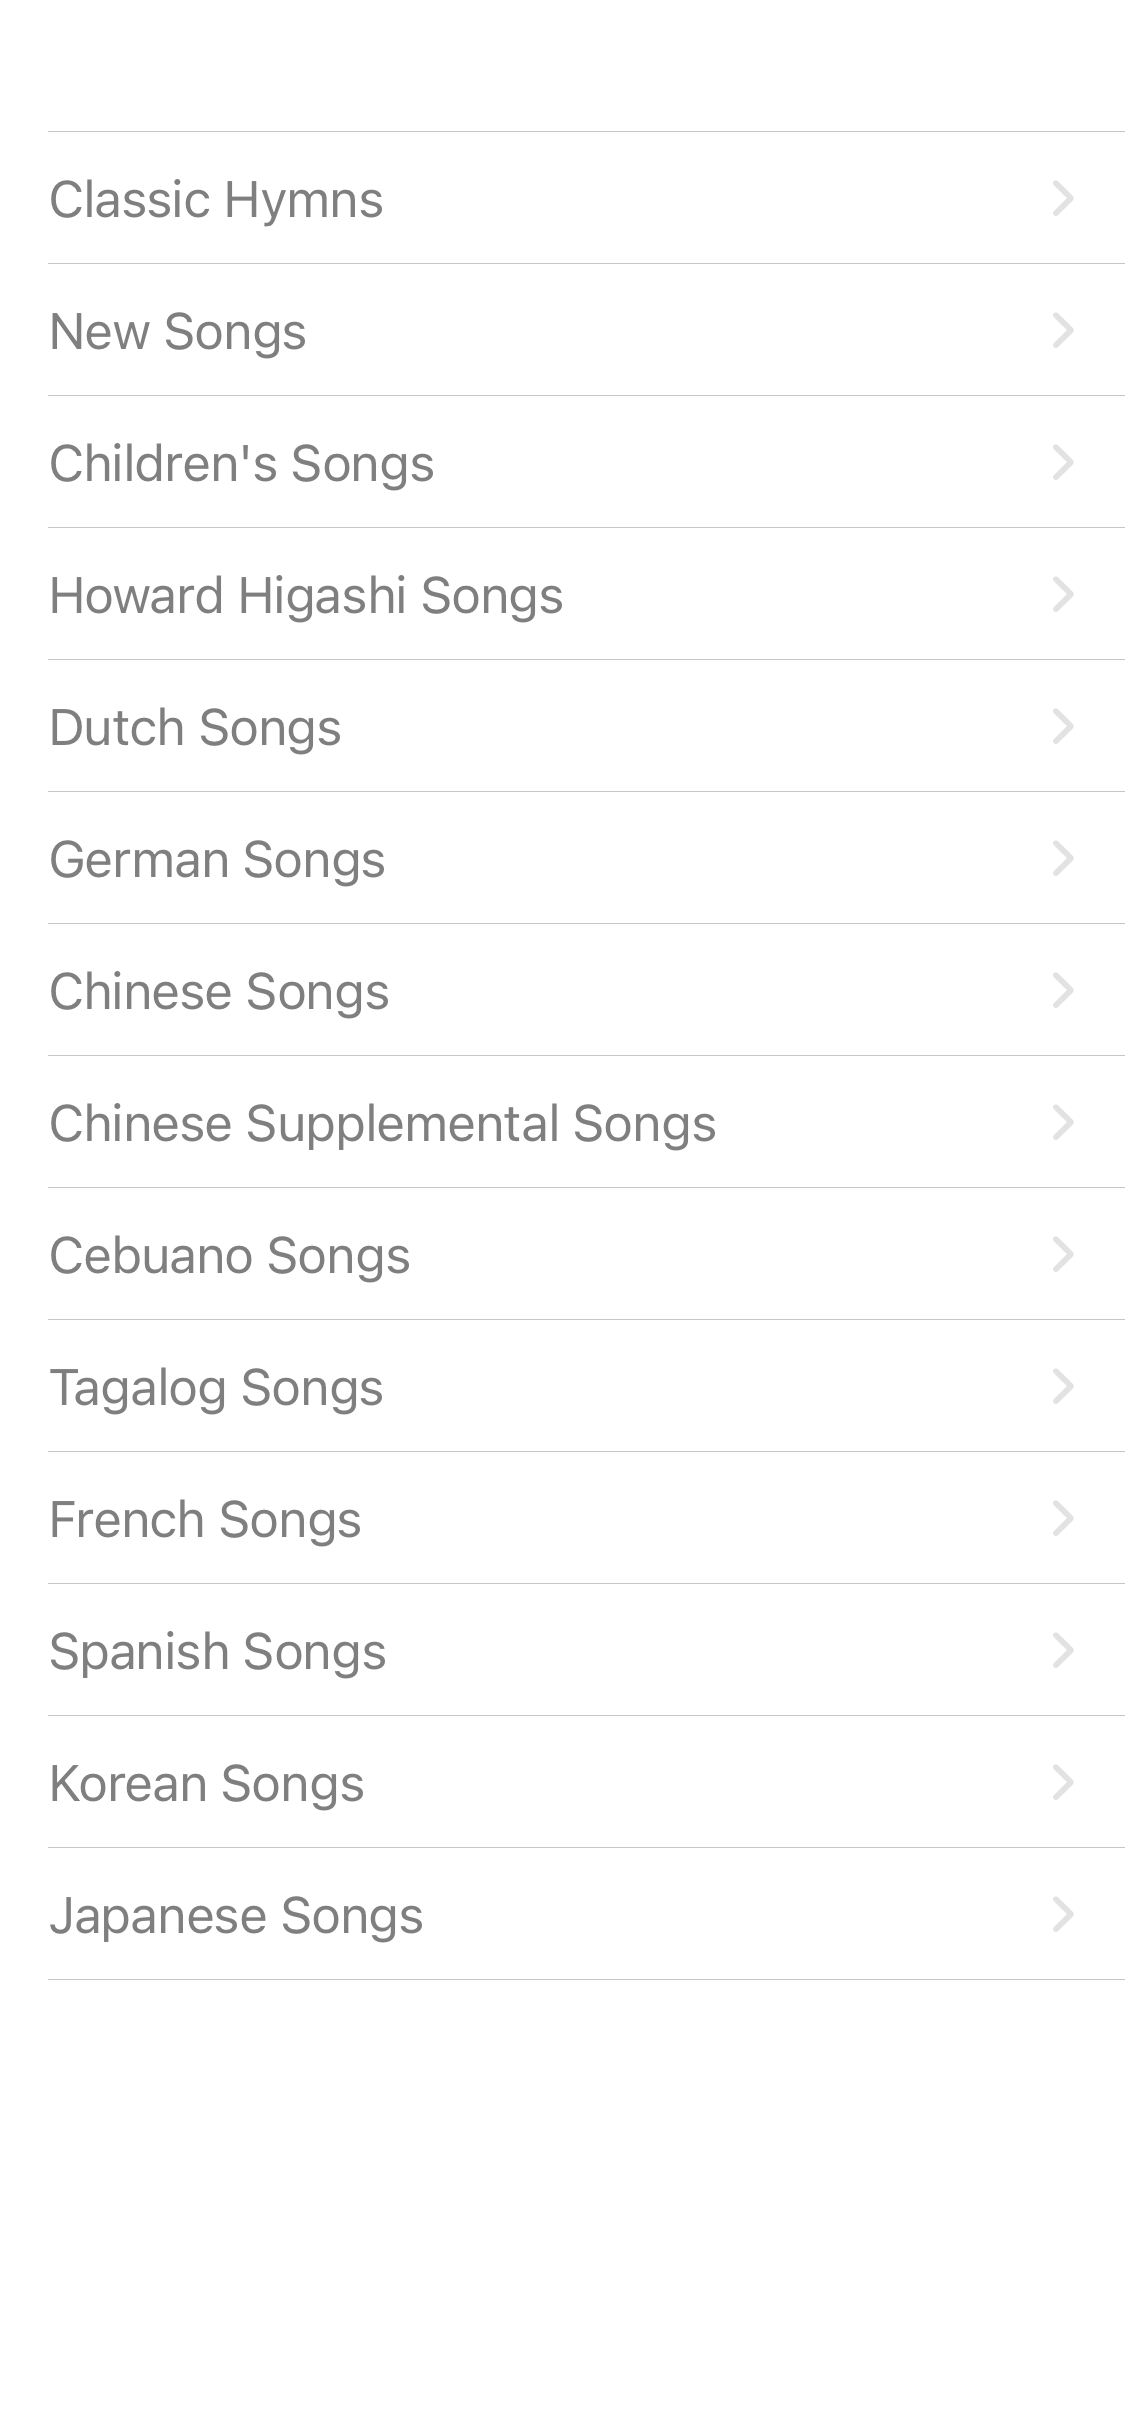 Classic Hymns
New Songs
Children's Songs
Howard Higashi Songs
Dutch Songs
German Songs
Chinese Songs
Chinese Supplemental Songs
Cebuano Songs
Tagalog Songs
French Songs
Spanish Songs
Korean Songs
Japanese Songs